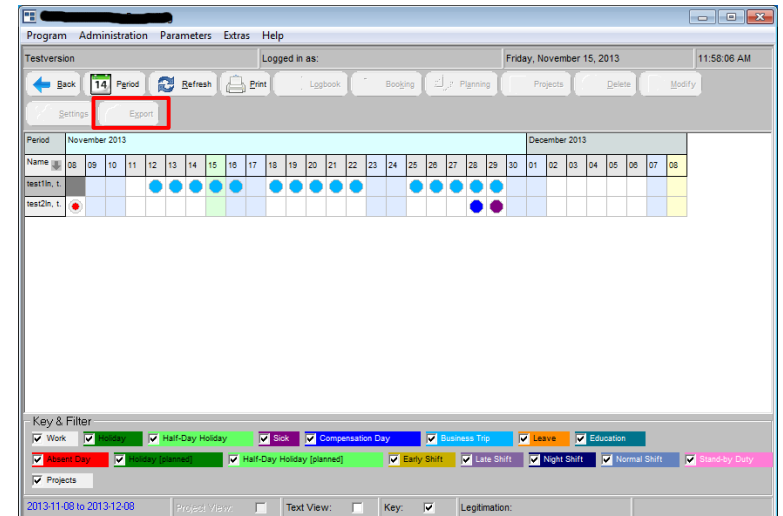 Program Administration Parameters Extras Help
Testversion Logged in as: Friday, November 15, 2013 11:58:06 AM
Back 14 Period Refresh Print Logbook Booking Planning Projects Delete Modify
Settings Export
Period November 2013 December 2013
Name 08 09 10 11 12 13 14 15 16 17 18 19 20 21 22 23 24 25 26 27 28 29 30 01 02 03 04 05 06 07 08
test1ln, t.
test2ln, t.
Key & Filter
Work Holiday Half-Day Holiday Sick Compensation Day Business Trip Leave Education
Absent Day Holiday [planned] Half-Day Holiday [planned] Early Shift Late Shift Night Shift Normal Shift Stand-by Duty
Projects
2013-11-08 to 2013-12-08 Project View: Text View: Key: Legitimation: